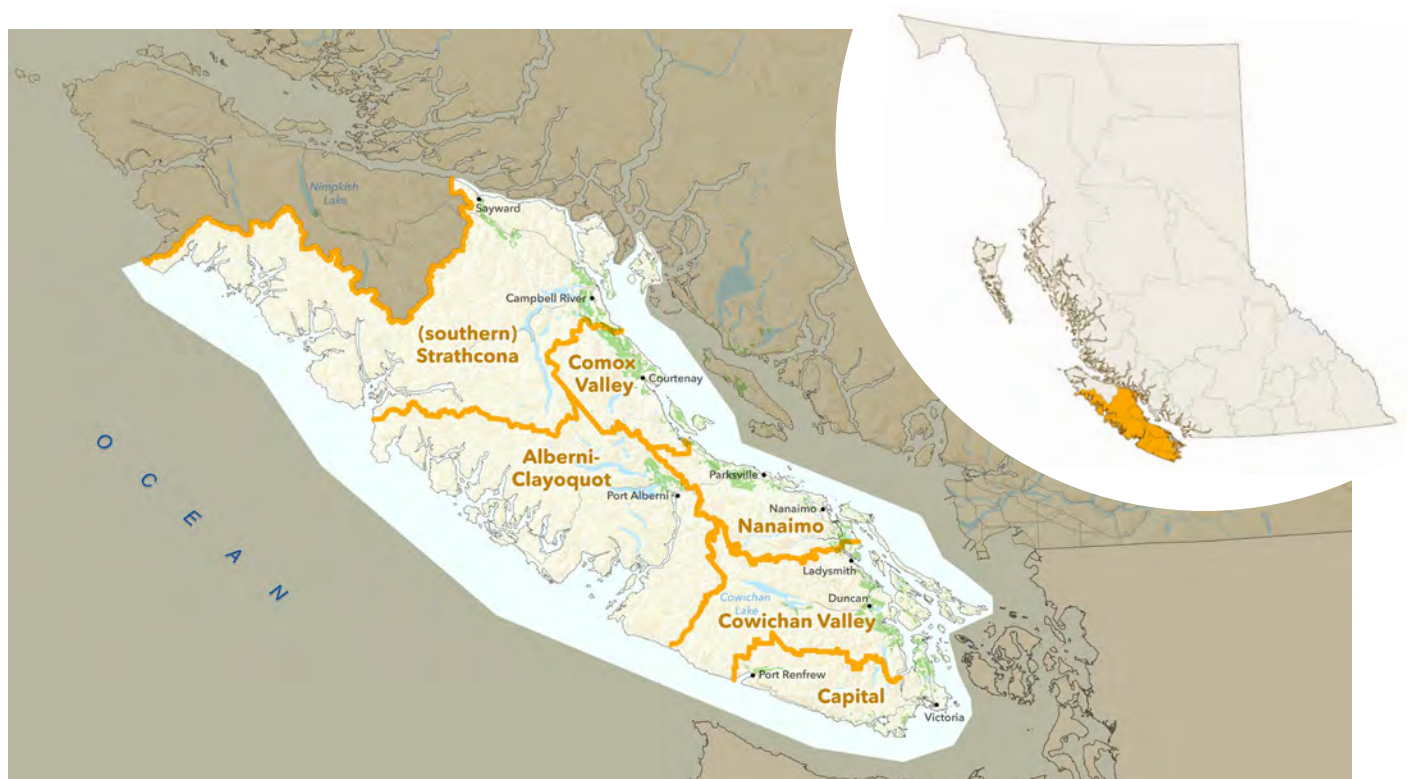 Nimpkish
Lake
Sayward
Campbell River
(southern)
Strathcona
Comox
Valley
Courtenay
Alberni-
Clayoquot
Port Alberni
Parksville
Nanaimo
Nanaimo
Ladysmith
Duncan
Cowichan
Lake
Cowichan Valley
Port Renfrew
Capital
Victoria
OCEAN